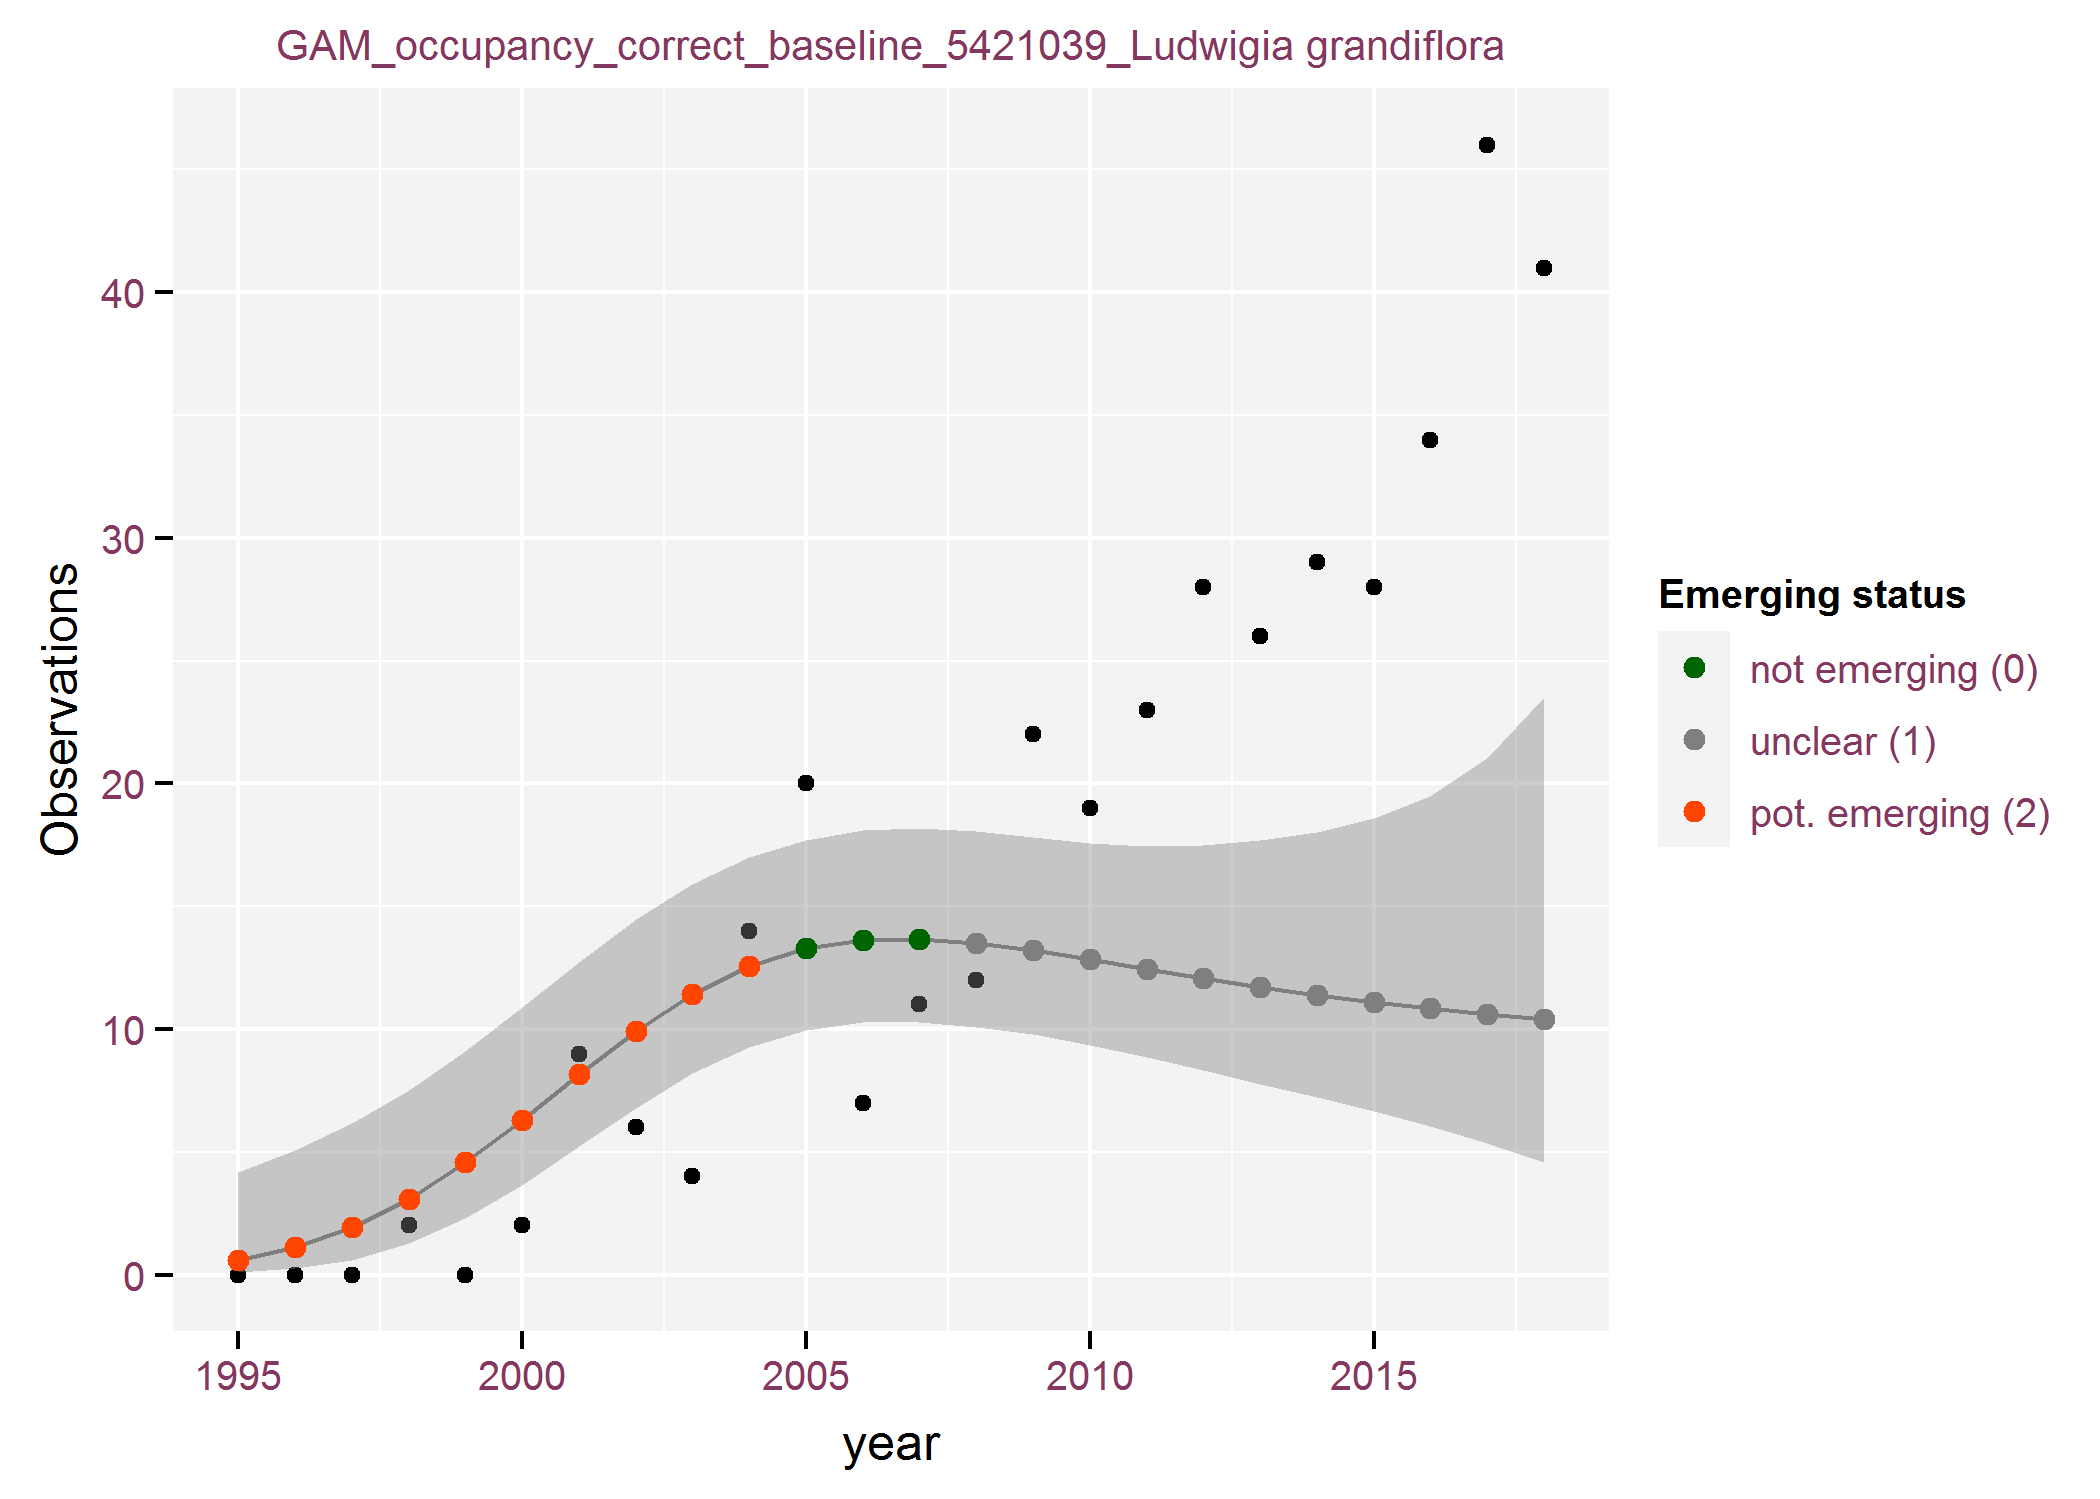 GAM_occupancy_correct_baseline_5421039_Ludwigia grandiflora
Observations
40
30
20
10
0
1995 2000 2005 2010 2015
year
Emerging status
not emerging (0)
unclear (1)
pot. emerging (2)